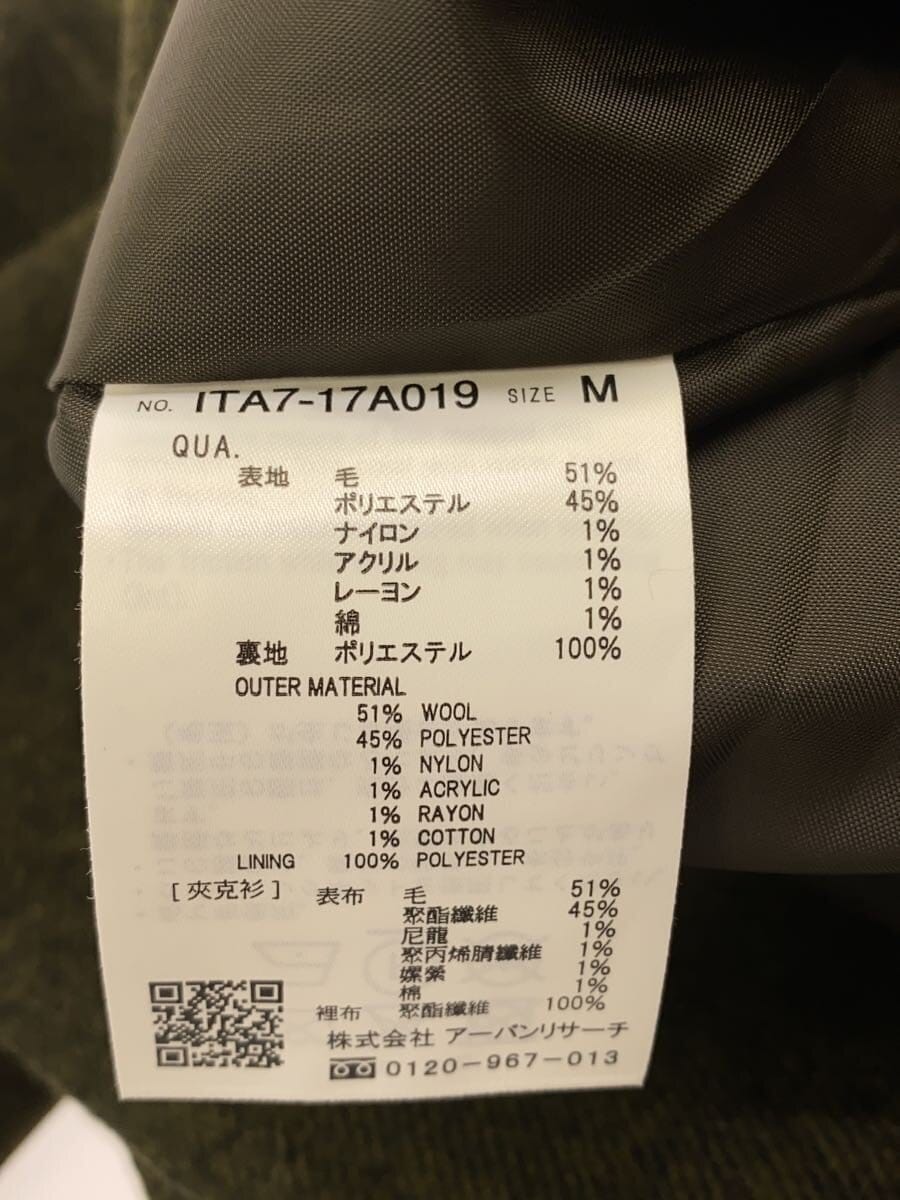 NO. ITA7-17A019 SIZE M
QUA.
表地 毛 51%
ポリエステル 45%
ナイロン 1%
アクリル 1%
レーヨン 1%
綿 1%
裏地 ポリエステル 100%
OUTER MATERIAL
51% WOOL
45% POLYESTER
1% NYLON
1% ACRYLIC
1% RAYON
1% COTTON
LINING 100% POLYESTER
[夾克衫] 表布 毛 51%
聚酯纖維 45%
尼龍 1%
聚丙烯腈纖維 1%
嫘縈 1%
棉 1%
裡布 聚酯纖維 100%
株式会社 アーバンリサーチ
0120-967-013